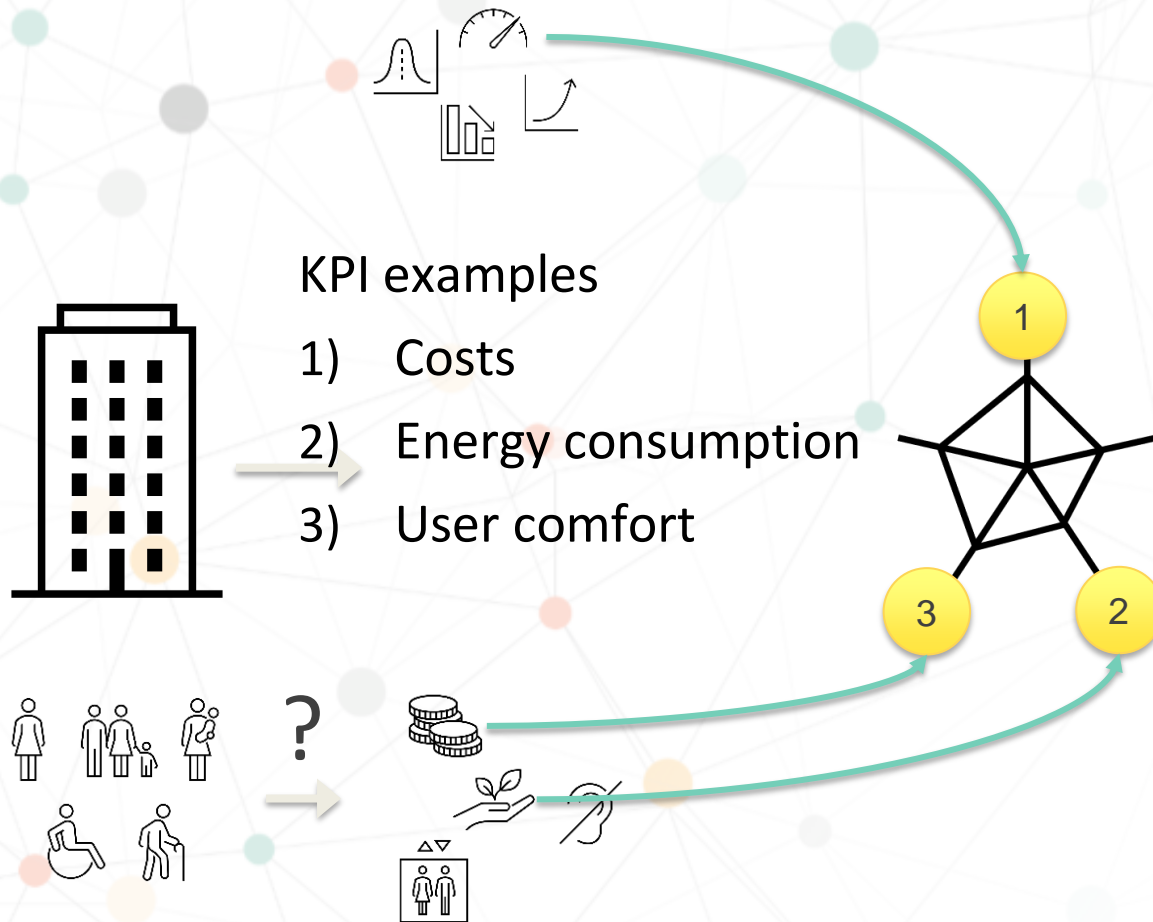 KPI examples
1) Costs
2) Energy consumption
3) User comfort
1
3
2
?